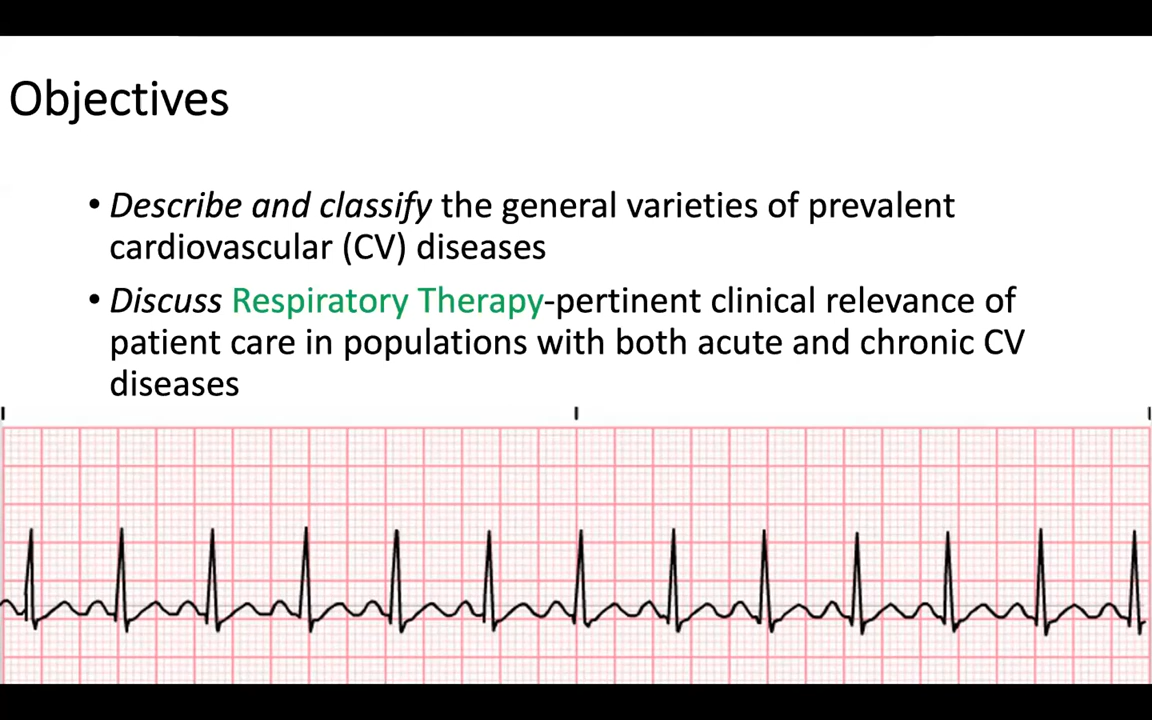 Objectives
• Describe and classify the general varieties of prevalent
cardiovascular (CV) diseases
• Discuss Respiratory Therapy-pertinent clinical relevance of
patient care in populations with both acute and chronic CV
diseases